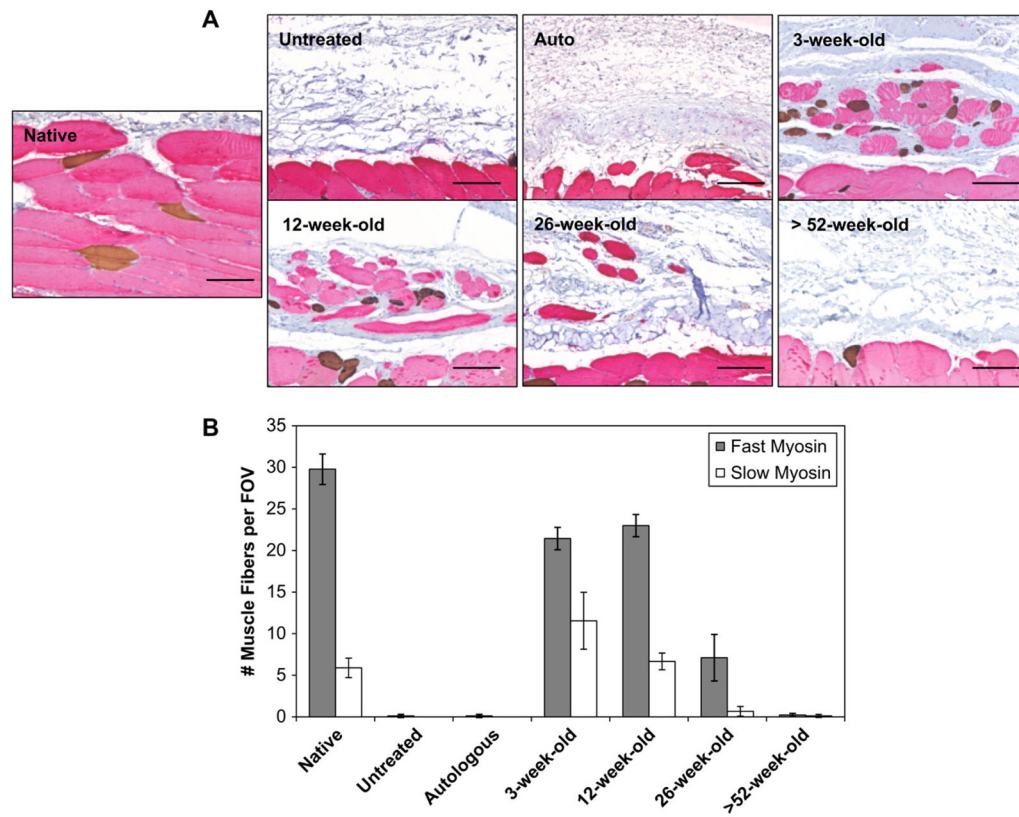 A
Untreated
Auto
3-week-old
Native
12-week-old
26-week-old
> 52-week-old
B
35
30
25
20
15
10
5
0
# Muscle Fibers per FOV
Fast Myosin
Slow Myosin
Native
Untreated
Autologous
3-week-old
12-week-old
26-week-old
>52-week-old